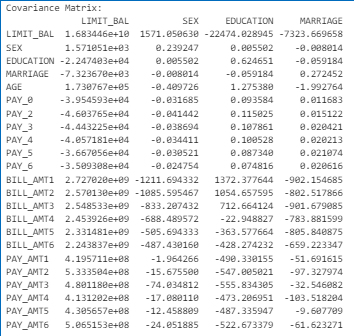 Covariance Matrix:
LIMIT_BAL SEX EDUCATION MARRIAGE
LIMIT_BAL 1.683446e+10 1571.050630 -22474.028945 -7323.669658
SEX 1.571051e+03 0.239247 0.005502 -0.008014
EDUCATION -2.247403e+04 0.005502 0.624651 -0.059184
MARRIAGE -7.323670e+03 -0.008014 -0.059184 0.272452
AGE 1.730767e+05 -0.409726 1.275380 -1.992764
PAY_0 -3.954593e+04 -0.031685 0.093584 0.011683
PAY_2 -4.603765e+04 -0.041442 0.115025 0.015122
PAY_3 -4.443225e+04 -0.038694 0.107861 0.020421
PAY_4 -4.057181e+04 -0.034411 0.100528 0.020213
PAY_5 -3.667056e+04 -0.030521 0.087340 0.021074
PAY_6 -3.509308e+04 -0.024754 0.074816 0.020616
BILL_AMT1 2.727020e+09 -1211.694332 1372.377644 -902.154685
BILL_AMT2 2.570130e+09 -1085.595467 1054.657595 -802.517866
BILL_AMT3 2.548533e+09 -833.207432 712.664124 -901.679085
BILL_AMT4 2.453926e+09 -688.489572 -22.948827 -783.881599
BILL_AMT5 2.331481e+09 -505.694333 -363.577664 -805.840875
BILL_AMT6 2.243837e+09 -487.430160 -428.274232 -659.223347
PAY_AMT1 4.195711e+08 -1.964266 -490.330155 -51.691615
PAY_AMT2 5.333504e+08 -15.675500 -547.005021 -97.327974
PAY_AMT3 4.801180e+08 -74.034812 -555.834305 -32.546082
PAY_AMT4 4.131202e+08 -17.080110 -473.206951 -103.518204
PAY_AMT5 4.305657e+08 -12.458809 -487.335947 -9.607709
PAY_AMT6 5.065153e+08 -24.051885 -522.673379 -61.623271